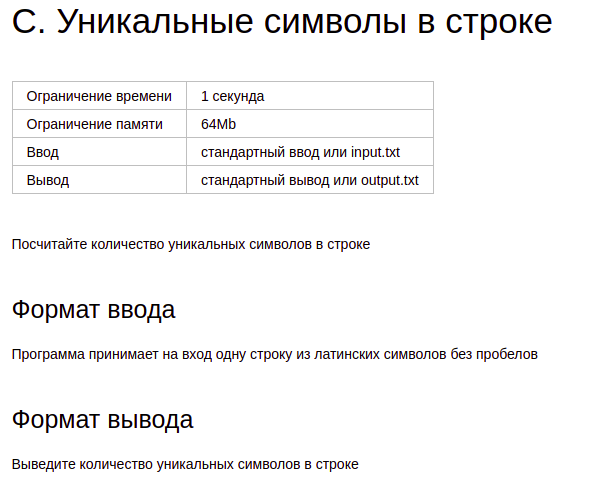 C. Уникальные символы в строке
Ограничение времени 1 секунда
Ограничение памяти 64Mb
Ввод стандартный ввод или input.txt
Вывод стандартный вывод или output.txt
Посчитайте количество уникальных символов в строке
Формат ввода
Программа принимает на вход одну строку из латинских символов без пробелов
Формат вывода
Выведите количество уникальных символов в строке